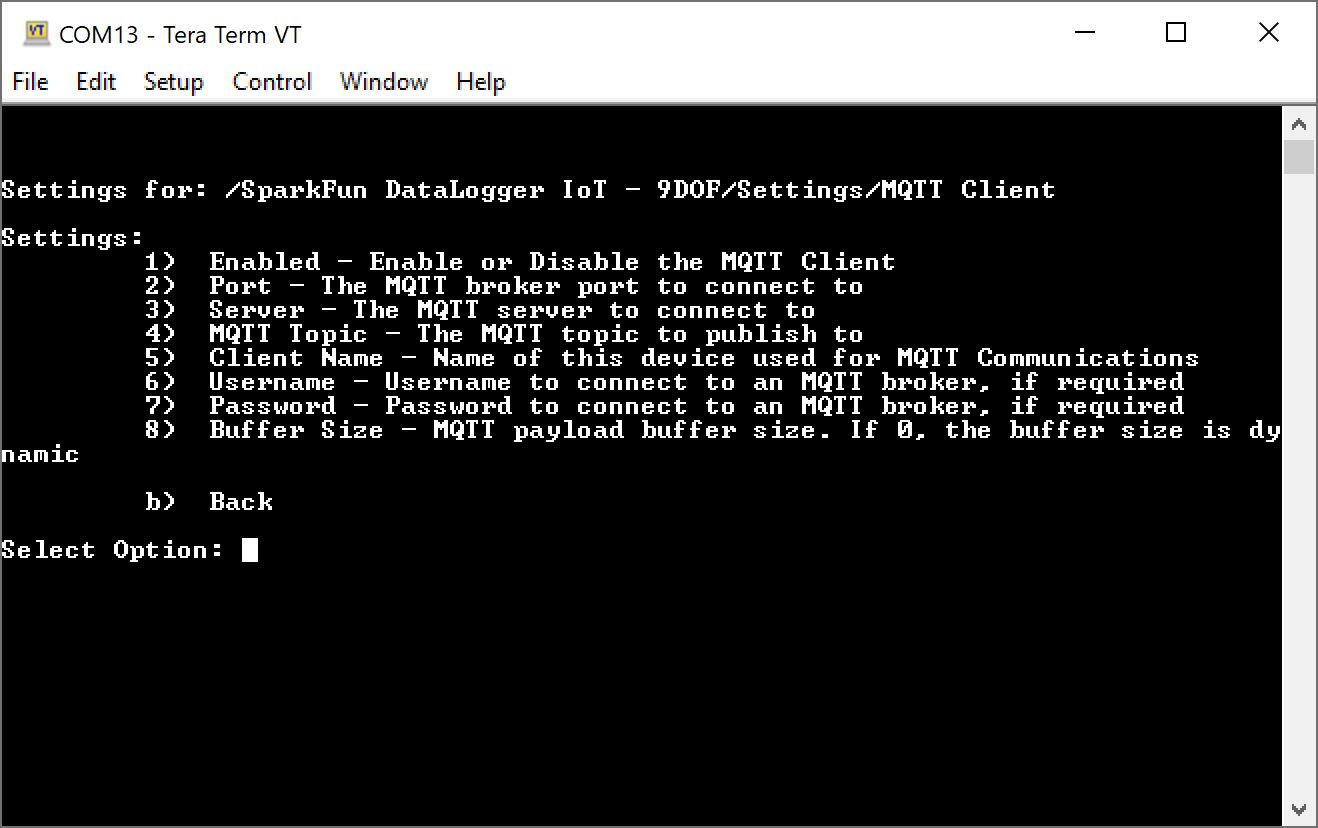 COM13 - Tera Term VT
File Edit Setup Control Window Help
Settings for: /SparkFun DataLogger IoT - 9DOF/Settings/MQTT Client
Settings:
1) Enabled - Enable or Disable the MQTT Client
2) Port - The MQTT broker port to connect to
3) Server - The MQTT server to connect to
4) MQTT Topic - The MQTT topic to publish to
5) Client Name - Name of this device used for MQTT Communications
6) Username - Username to connect to an MQTT broker, if required
7) Password - Password to connect to an MQTT broker, if required
8) Buffer Size - MQTT payload buffer size. If 0, the buffer size is dy
namic
b) Back
Select Option: